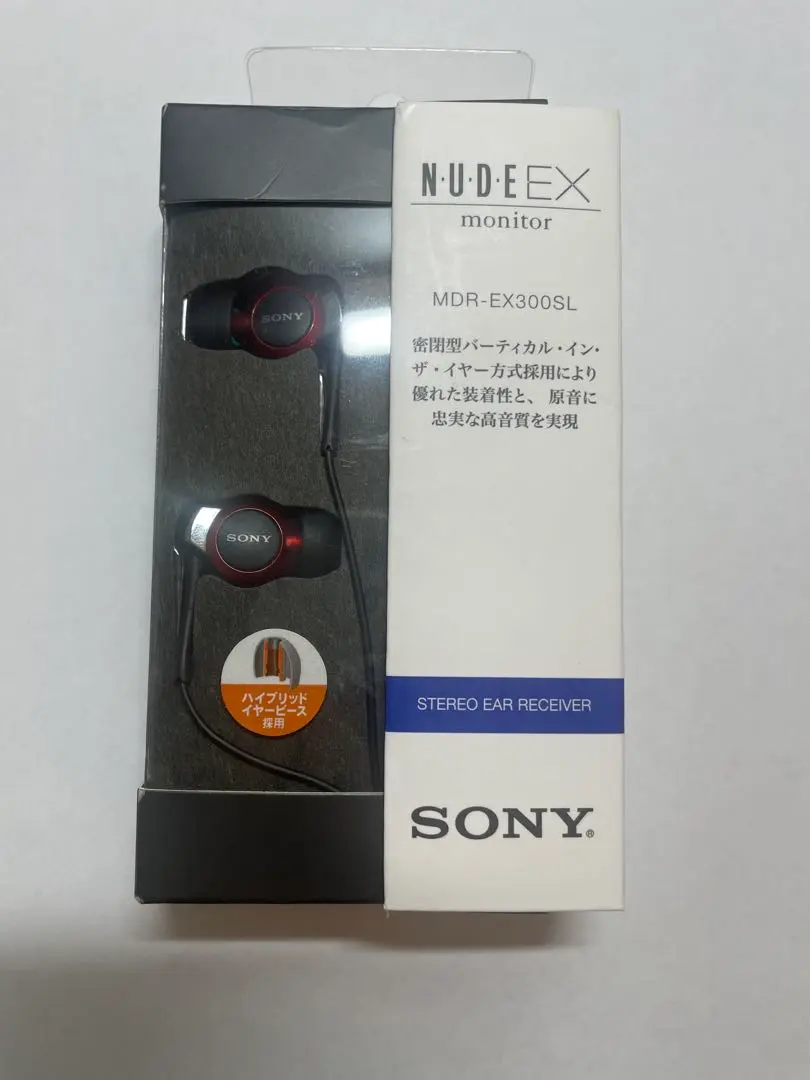 N·U·D·E EX
monitor
MDR-EX300SL
密閉型バーティカル・イン・
ザ・イヤー方式採用により
優れた装着性と、原音に
忠実な高音質を実現
SONY
SONY
ハイブリッド
イヤーピース
採用
STEREO EAR RECEIVER
SONY®